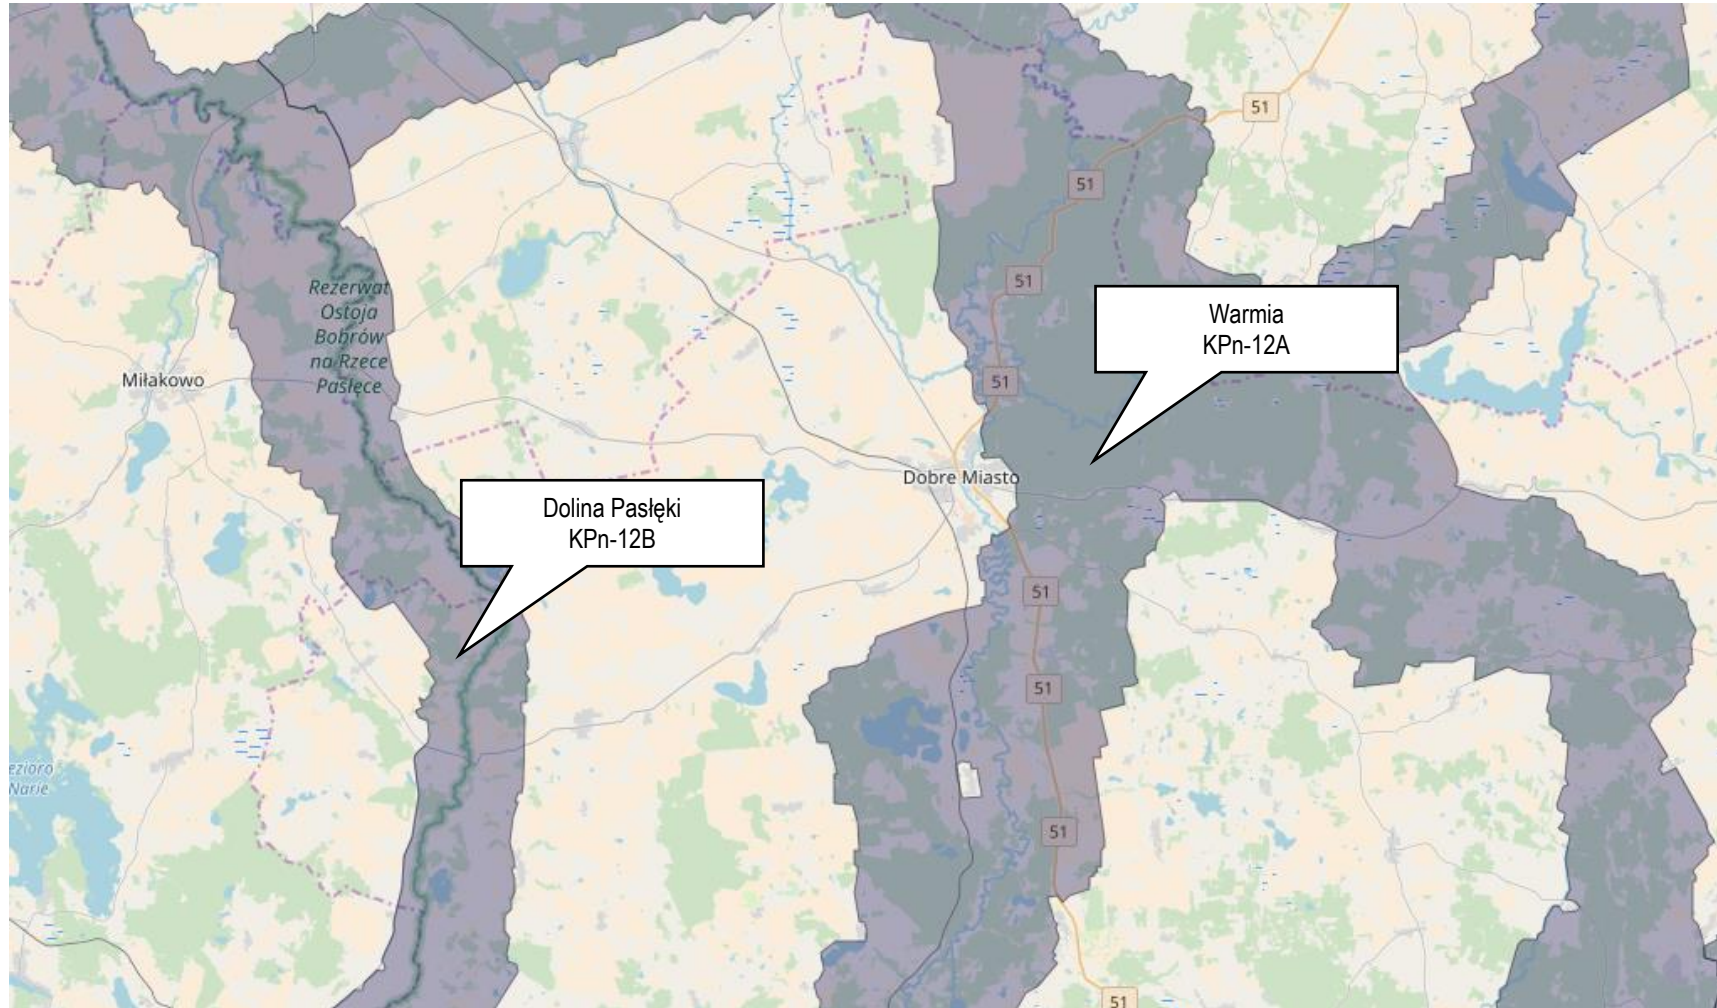 51
51
51
Rezerwat
Ostoja
Bobrów
na Rzece
Pasłęce
Warmia
KPn-12A
Miłakowo
51
Dobre Miasto
Dolina Pasłęki
KPn-12B
51
51
ezioro
Narie
51
51